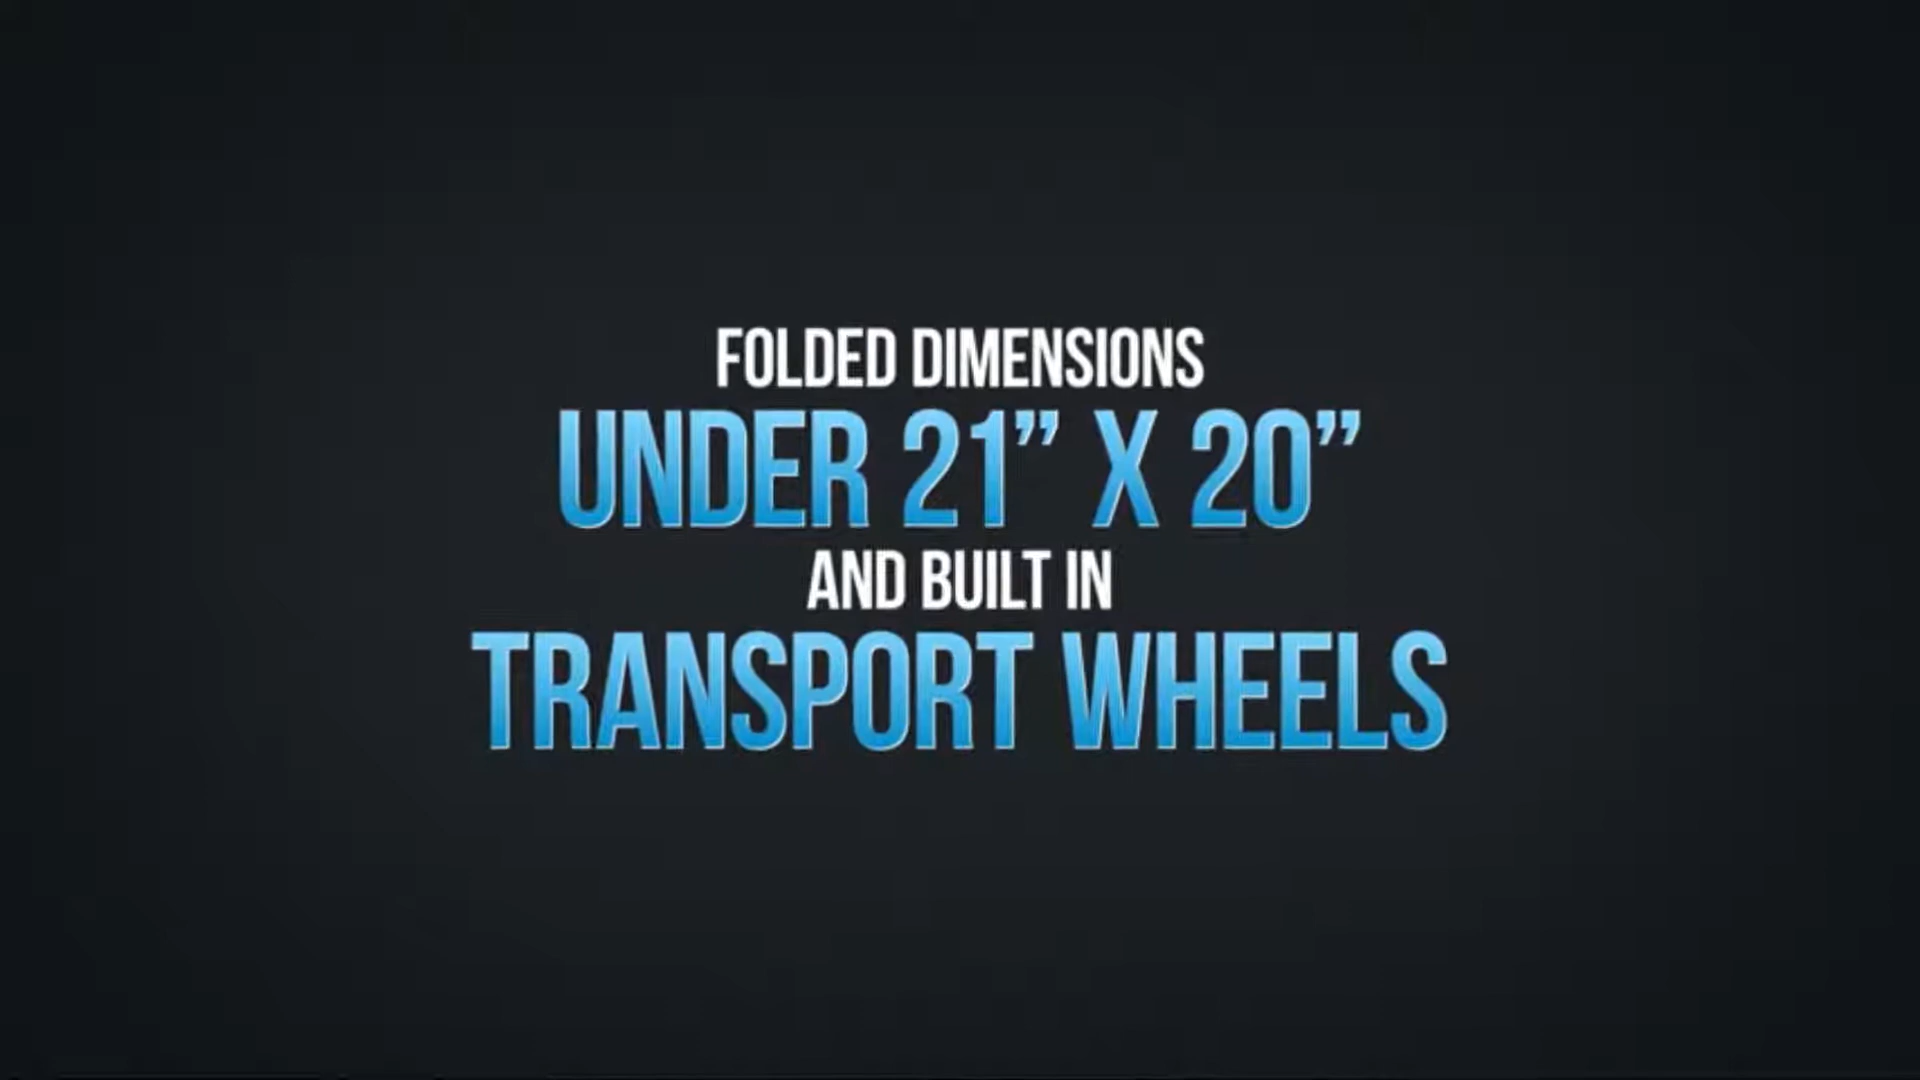 FOLDED DIMENSIONS
UNDER 21” X 20”
AND BUILT IN
TRANSPORT WHEELS